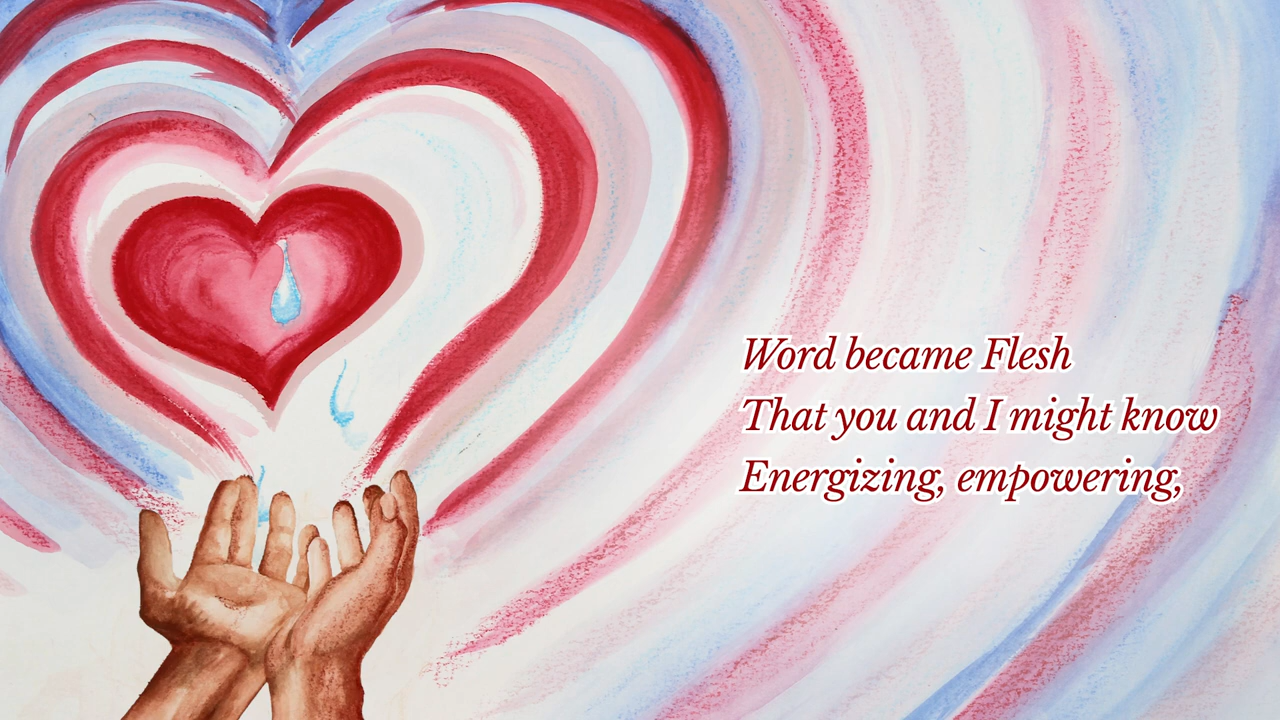 Word became Flesh
That you and I might know
Energizing, empowering,